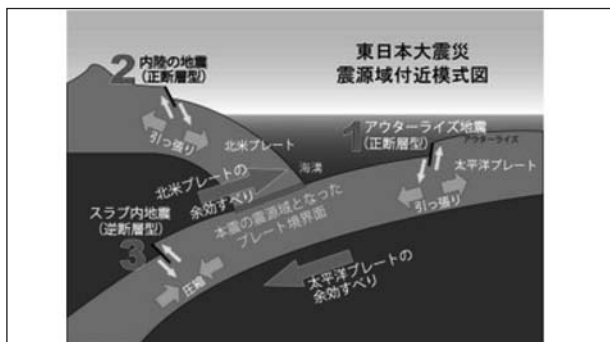 東日本大震災
震源域付近模式図
2 内陸の地震
(正断層型)
引っ張り
北米プレート
海溝
1 アウターライズ地震
(正断層型)
アウターライズ
太平洋プレート
引っ張り
北米プレートの
余効すべり
本震の震源域となった
プレート境界面
スラブ内地震
(逆断層型)
3
圧縮
太平洋プレートの
余効すべり